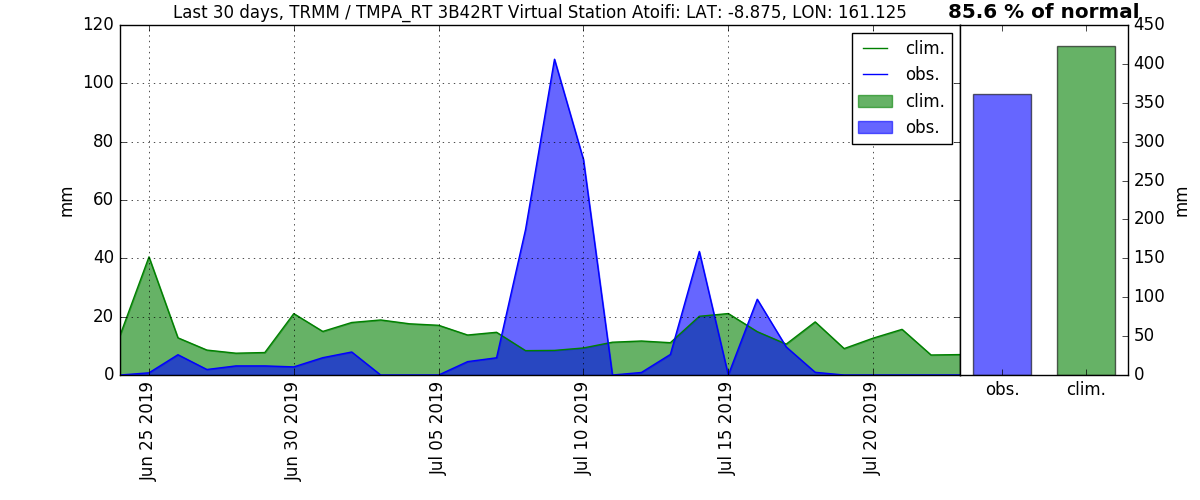 Last 30 days, TRMM / TMPA_RT 3B42RT Virtual Station Atoifi: LAT: -8.875, LON: 161.125
85.6 % of normal
120
100
80
60
40
20
0
mm
clim.
obs.
clim.
obs.
Jun 25 2019
Jun 30 2019
Jul 05 2019
Jul 10 2019
Jul 15 2019
Jul 20 2019
450
400
350
300
250
200
150
100
50
0
mm
obs.
clim.